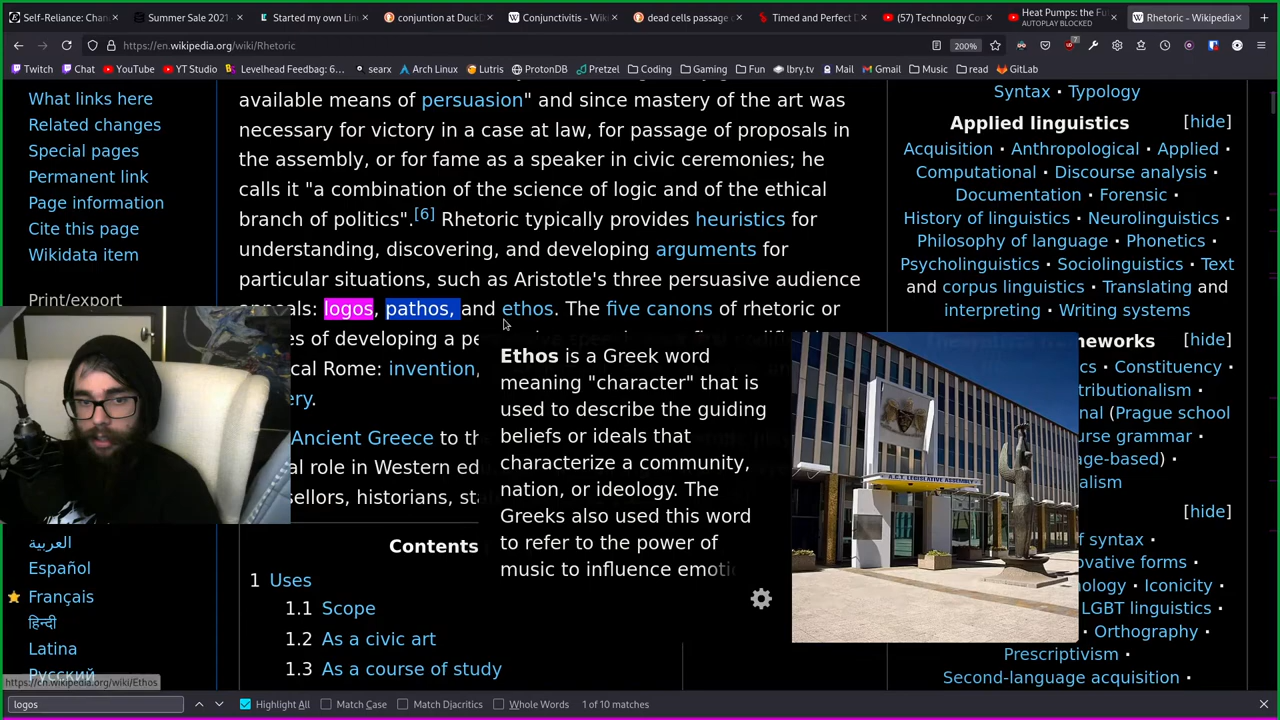 Self-Reliance: Chan
Summer Sale 2021
Started my own Lin
conjuntion at DuckD
Conjunctivitis - Wiki
dead cells passage
Timed and Perfect D
(57) Technology Con
Heat Pumps: the Fu
AUTOPLAY BLOCKED
Rhetoric - Wikipedia
https://en.wikipedia.org/wiki/Rhetoric
200%
7
Twitch
Chat
YouTube
YT Studio
Levelhead Feedbag: 6…
searx
Arch Linux
Lutris
ProtonDB
Pretzel
Coding
Gaming
Fun
lbry.tv
Mail
Gmail
Music
read
GitLab
What links here
Related changes
Special pages
Permanent link
Page information
Cite this page
Wikidata item
Print/export
العربية
Español
Français
हिन्दी
Latina
Русский
available means of persuasion" and since mastery of the art was
necessary for victory in a case at law, for passage of proposals in
the assembly, or for fame as a speaker in civic ceremonies; he
calls it "a combination of the science of logic and of the ethical
branch of politics".[6] Rhetoric typically provides heuristics for
understanding, discovering, and developing arguments for
particular situations, such as Aristotle's three persuasive audience
appeals: logos, pathos, and ethos. The five canons of rhetoric or
es of developing a pe
cal Rome: invention,
ery.
Ancient Greece to th
al role in Western ed
sellors, historians, sta
Ethos is a Greek word
meaning "character" that is
used to describe the guiding
beliefs or ideals that
characterize a community,
nation, or ideology. The
Greeks also used this word
to refer to the power of
music to influence emoti
A.C.T. LEGISLATIVE ASSEMBLY
Contents
1 Uses
1.1 Scope
1.2 As a civic art
1.3 As a course of study
Syntax · Typology
Applied linguistics [hide]
Acquisition · Anthropological · Applied
Computational · Discourse analysis ·
Documentation · Forensic ·
History of linguistics · Neurolinguistics ·
Philosophy of language · Phonetics ·
Psycholinguistics · Sociolinguistics · Text
and corpus linguistics · Translating and
interpreting · Writing systems
eworks [hide]
s · Constituency ·
tributionalism ·
nal (Prague school
urse grammar ·
age-based)
alism
[hide]
of syntax ·
ovative forms ·
nology · Iconicity ·
LGBT linguistics ·
· Orthography ·
Prescriptivism ·
Second-language acquisition ·
https://en.wikipedia.org/wiki/Ethos
logos
Highlight All
Match Case
Match Diacritics
Whole Words
1 of 10 matches